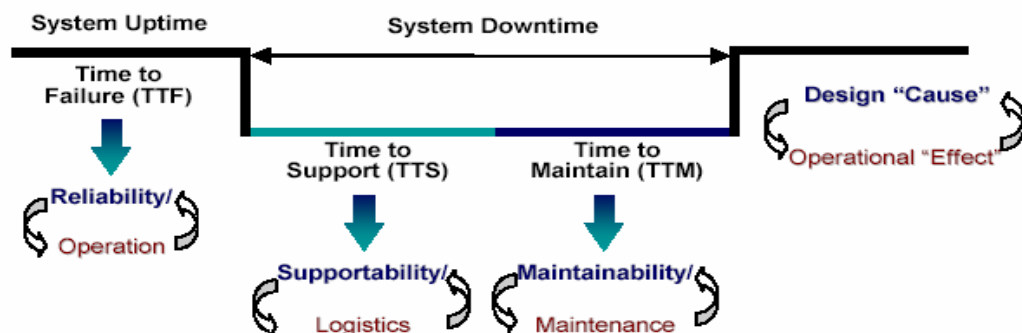 System Uptime
System Downtime
Time to
Failure (TTF)
Design “Cause”
Operational “Effect”
Time to
Support (TTS)
Time to
Maintain (TTM)
Reliability/
Operation
Supportability/
Logistics
Maintainability/
Maintenance